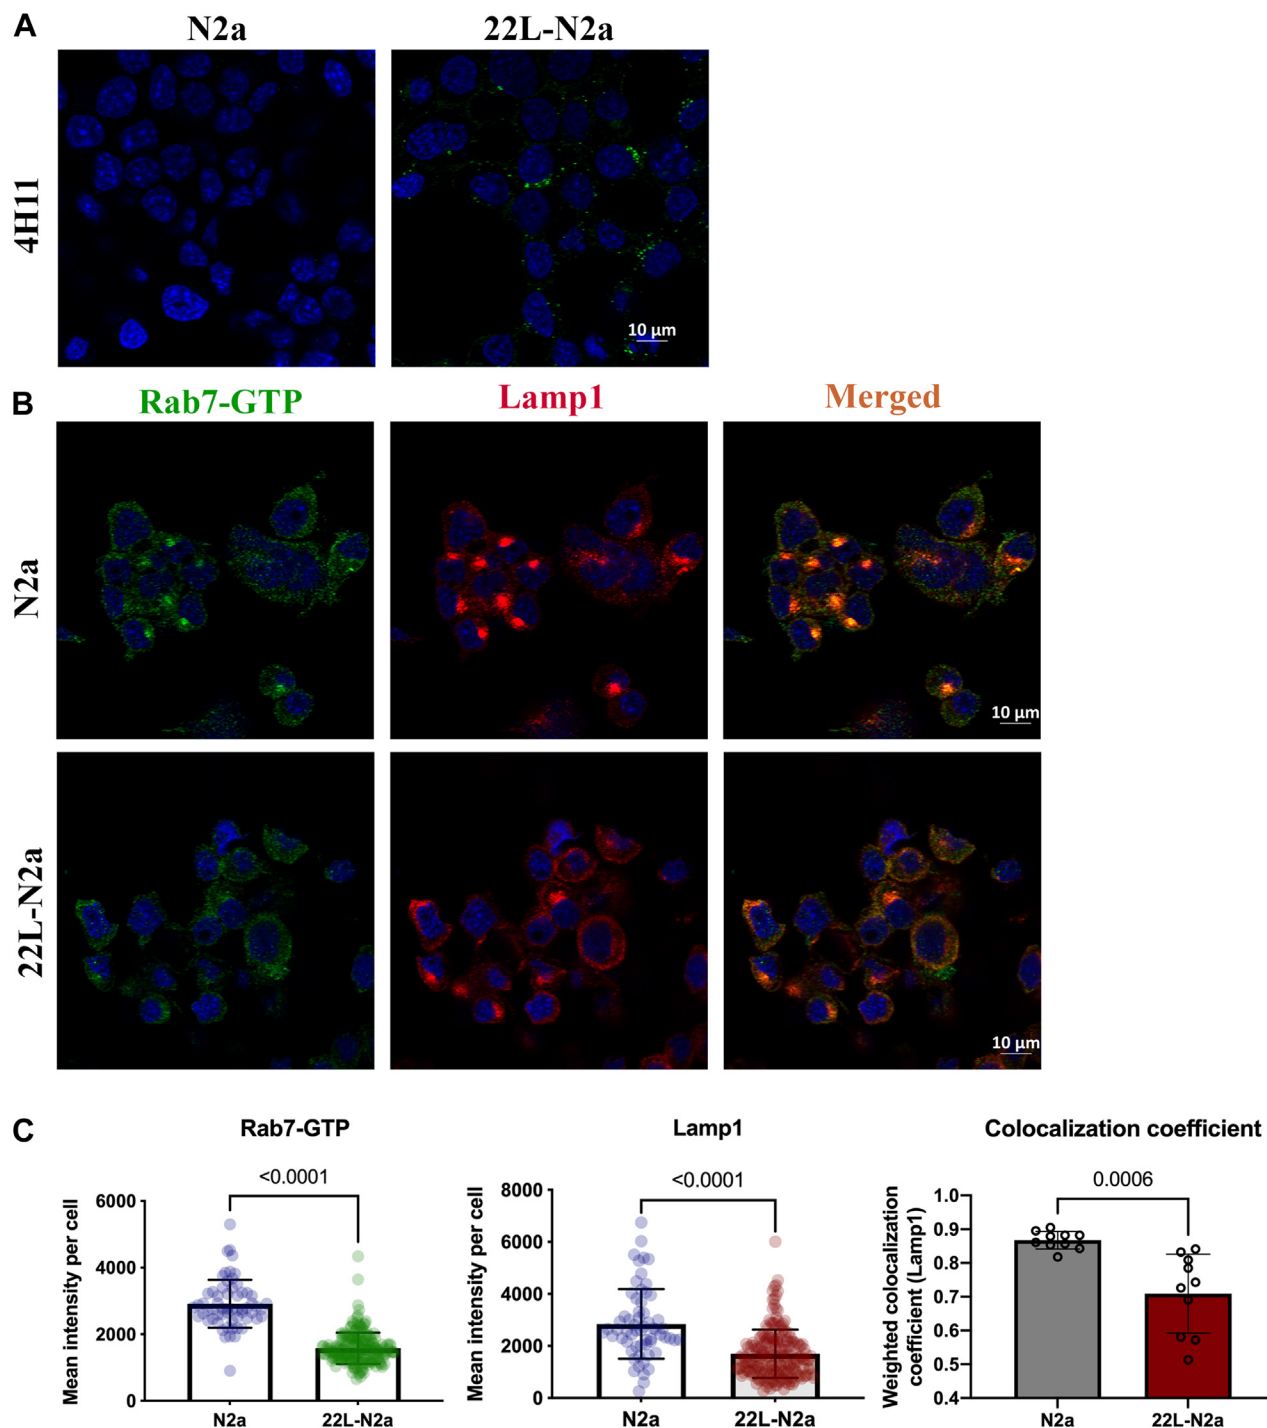 A
N2a
22L-N2a
4H11
10 µm
B
Rab7-GTP
Lamp1
Merged
N2a
10 µm
22L-N2a
10 µm
C
Rab7-GTP
Lamp1
Colocalization coefficient
<0.0001
<0.0001
0.0006
Mean intensity per cell
6000
4000
2000
0
N2a
22L-N2a
Mean intensity per cell
8000
6000
4000
2000
0
N2a
22L-N2a
Weighted colocalization
coefficient (Lamp1)
1.0
0.9
0.8
0.7
0.6
0.5
0.4
N2a
22L-N2a